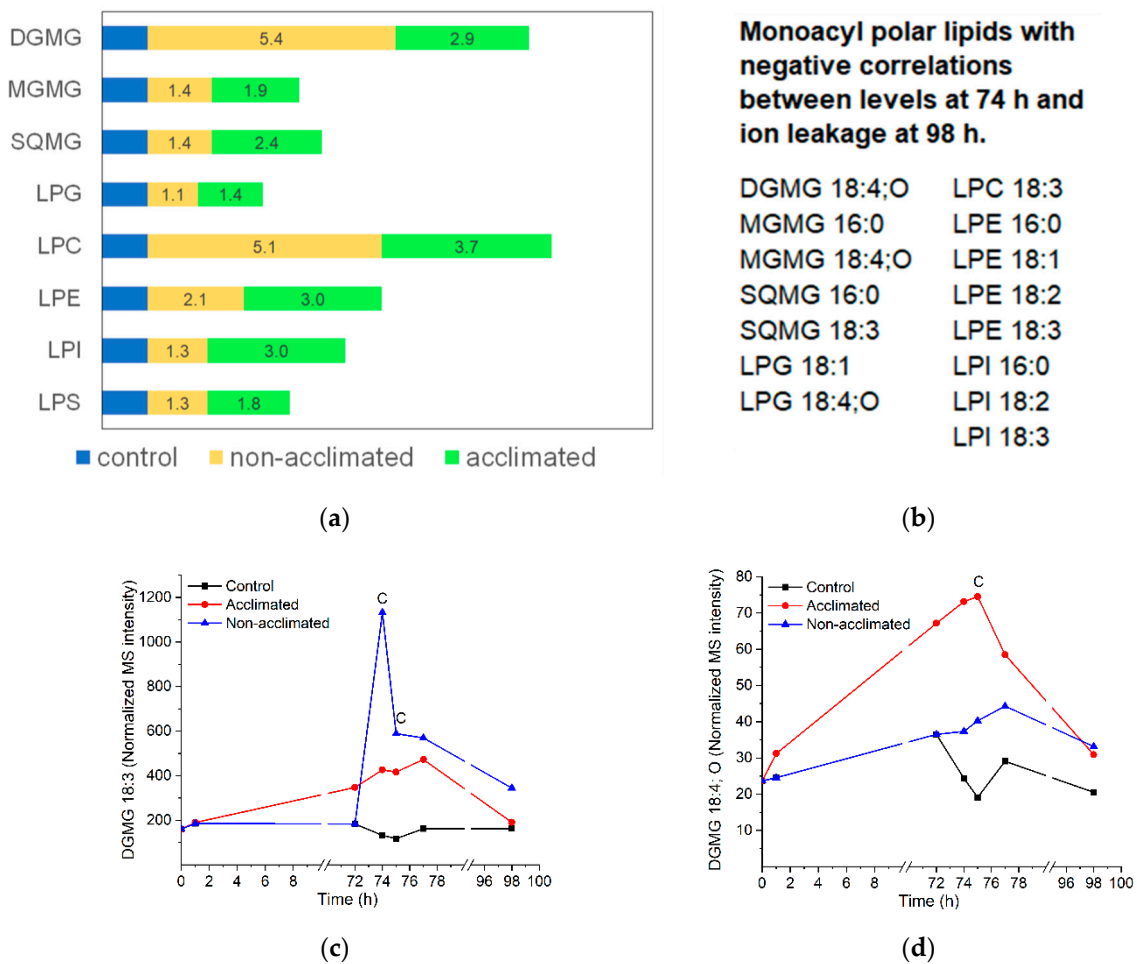 DGMG 5.4 2.9
MGMG 1.4 1.9
SQMG 1.4 2.4
LPG 1.1 1.4
LPC 5.1 3.7
LPE 2.1 3.0
LPI 1.3 3.0
LPS 1.3 1.8
control non-acclimated acclimated
(a)
Monoacyl polar lipids with
negative correlations
between levels at 74 h and
ion leakage at 98 h.
DGMG 18:4;O LPC 18:3
MGMG 16:0 LPE 16:0
MGMG 18:4;O LPE 18:1
SQMG 16:0 LPE 18:2
SQMG 18:3 LPE 18:3
LPG 18:1 LPI 16:0
LPG 18:4;O LPI 18:2
LPI 18:3
(b)
DGMG 18:3 (Normalized MS intensity)
1200
1000
800
600
400
200
Control
Acclimated
Non-acclimated
C
C
0 2 4 6 8 10 72 74 76 78 96 98 100
Time (h)
(c)
DGMG 18:4; O (Normalized MS intensity)
80
70
60
50
40
30
20
10
Control
Acclimated
Non-acclimated
C
0 2 4 6 8 10 72 74 76 78 96 98 100
Time (h)
(d)